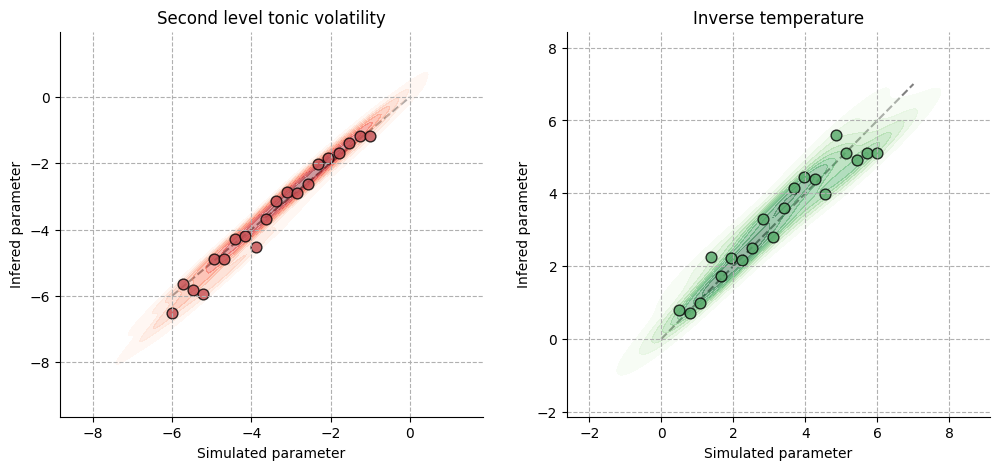 Second level tonic volatility
0
−2
−4
−6
−8
Infered parameter
−8 −6 −4 −2 0
Simulated parameter
Inverse temperature
8
6
4
2
0
−2
Infered parameter
−2 0 2 4 6 8
Simulated parameter